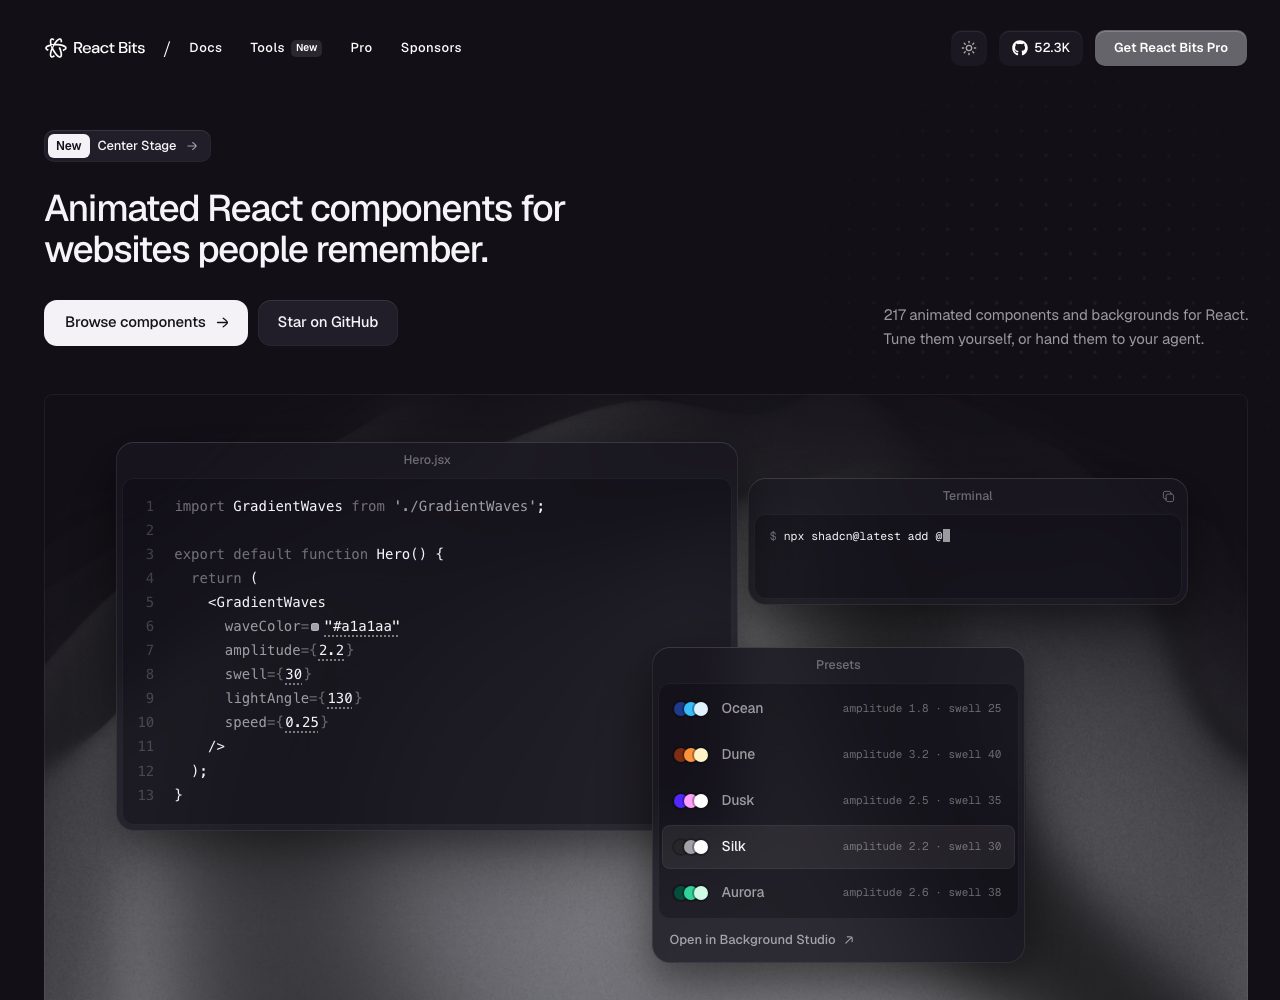 React Bits / Docs Tools New Pro Sponsors 52.3K Get React Bits Pro
New Center Stage →
Animated React components for
websites people remember.
Browse components → Star on GitHub
217 animated components and backgrounds for React.
Tune them yourself, or hand them to your agent.
Hero.jsx
1 import GradientWaves from './GradientWaves';
2
3 export default function Hero() {
4 return (
5 <GradientWaves
6 waveColor="#a1a1aa"
7 amplitude={2.2}
8 swell={30}
9 lightAngle={130}
10 speed={0.25}
11 />
12 );
13 }
Terminal
$ npx shadcn@latest add @
Presets
Ocean amplitude 1.8 · swell 25
Dune amplitude 3.2 · swell 40
Dusk amplitude 2.5 · swell 35
Silk amplitude 2.2 · swell 30
Aurora amplitude 2.6 · swell 38
Open in Background Studio ↗